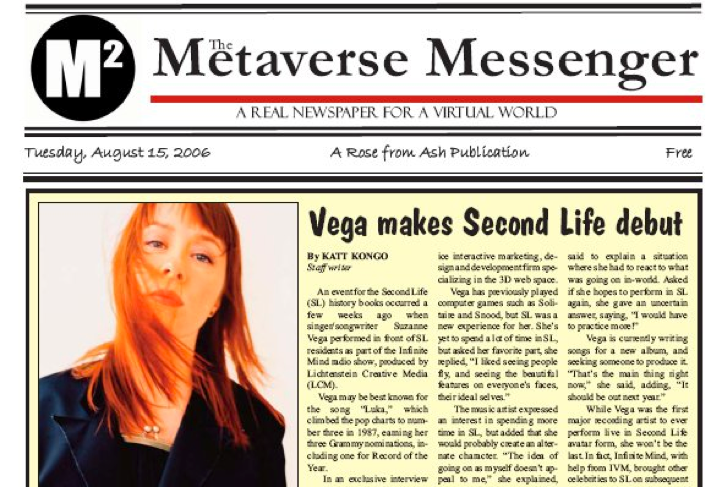 M²
The Metaverse Messenger
A REAL NEWSPAPER FOR A VIRTUAL WORLD
Tuesday, August 15, 2006 A Rose from Ash Publication Free
Vega makes Second Life debut
By KATT KONGO
Staff writer
An event for the Second Life
(SL) history books occurred a
few weeks ago when
singer/songwriter Suzanne
Vega performed in front of SL
residents as part of the Infinite
Mind radio show, produced by
Lichtenstein Creative Media
(LCM).
Vega may be best known for
the song "Luka," which
climbed the pop charts to num-
ber three in 1987, earning her
three Grammy nominations, in-
cluding one for Record of the
Year.
In an exclusive interview
ice interactive marketing, de-
sign and development firm spe-
cializing in the 3D web space.
Vega has previously played
computer games such as Soli-
taire and Snood, but SL was a
new experience for her. She's
yet to spend a lot of time in SL,
but asked her favorite part, she
replied, "I liked seeing people
fly, and seeing the beautiful
features on everyone's faces,
their ideal selves."
The music artist expressed
an interest in spending more
time in SL, but added that she
would probably create an alter-
nate character. "The idea of
going on as myself doesn't ap-
peal to me," she explained,
said to explain a situation
where she had to react to what
was going on in-world. Asked
if she hopes to perform in SL
again, she gave an uncertain
answer, saying, "I would have
to practice more!"
Vega is currently writing
songs for a new album, and
seeking someone to produce it.
"That's the main thing right
now," she said, adding, "It
should be out next year."
While Vega was the first
major recording artist to ever
perform live in Second Life
avatar form, she won't be the
last. In fact, Infinite Mind, with
help from IVM, brought other
celebrities to SL on subsequent